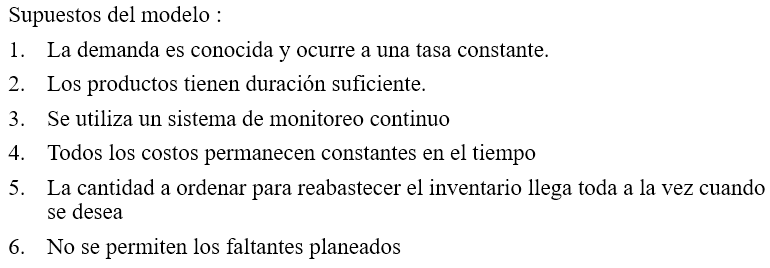 Supuestos del modelo :
1. La demanda es conocida y ocurre a una tasa constante.
2. Los productos tienen duración suficiente.
3. Se utiliza un sistema de monitoreo continuo
4. Todos los costos permanecen constantes en el tiempo
5. La cantidad a ordenar para reabastecer el inventario llega toda a la vez cuando
se desea
6. No se permiten los faltantes planeados